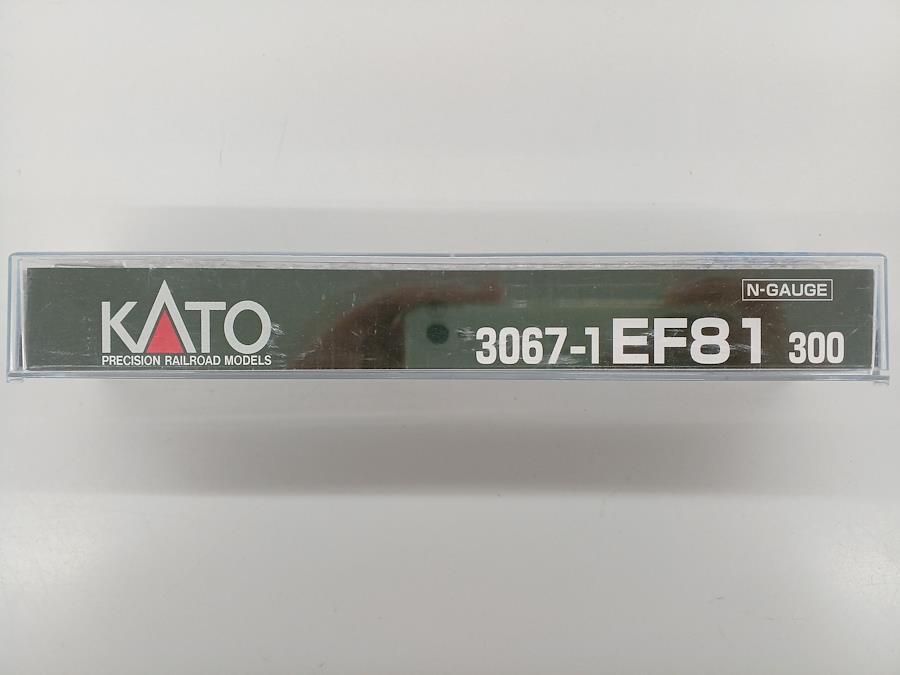 KATO
PRECISION RAILROAD MODELS
N-GAUGE
3067-1 EF81 300